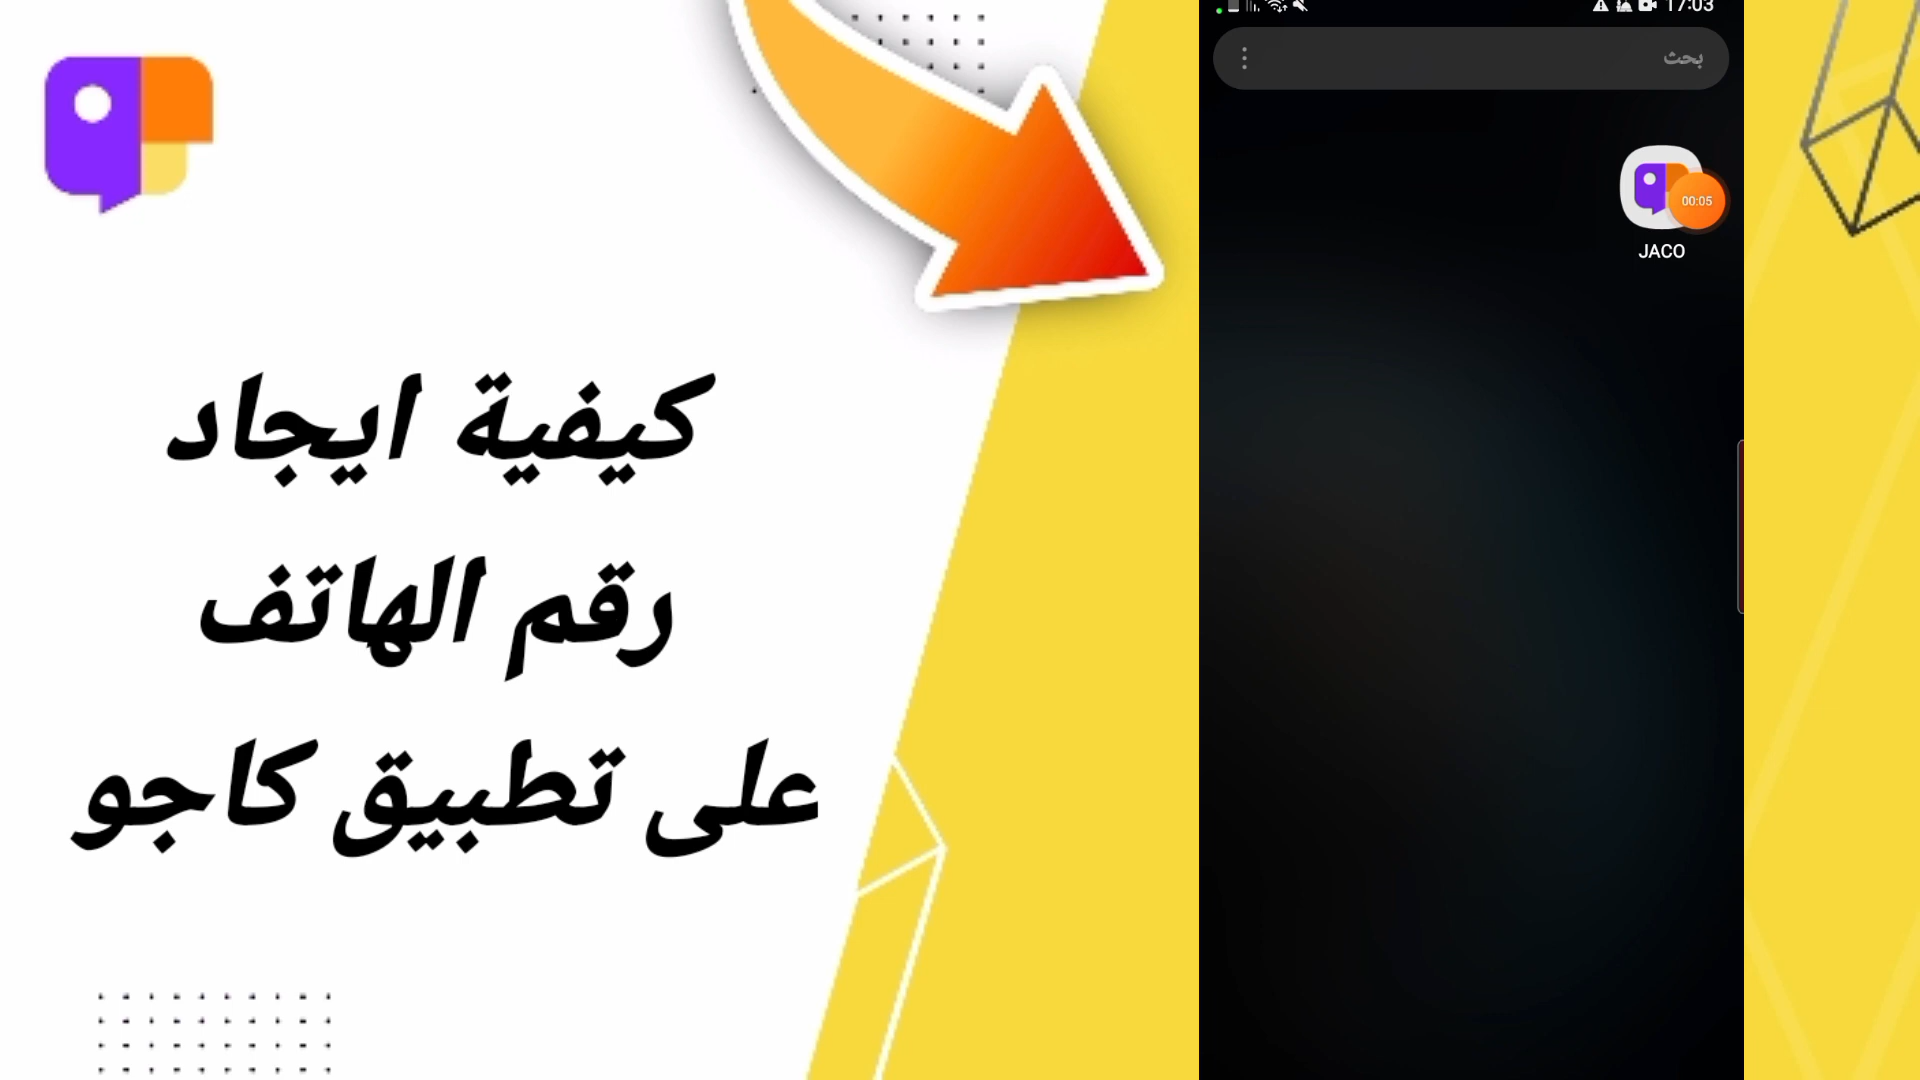 كيفية ايجاد
رقم الهاتف
على تطبيق كاجو
17:03
بحث
00:05
JACO